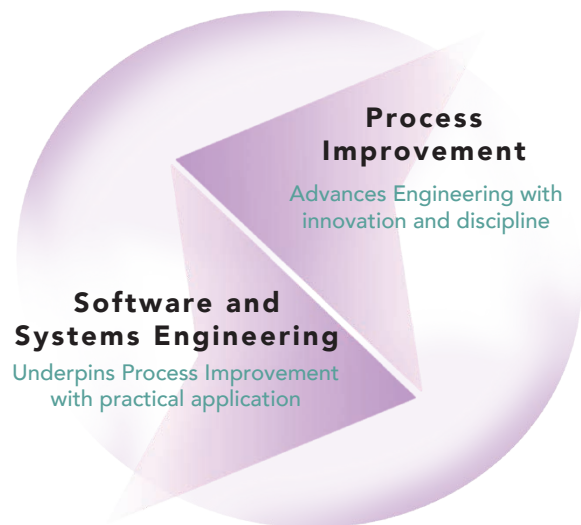 Process
Improvement
Advances Engineering with
innovation and discipline
Software and
Systems Engineering
Underpins Process Improvement
with practical application